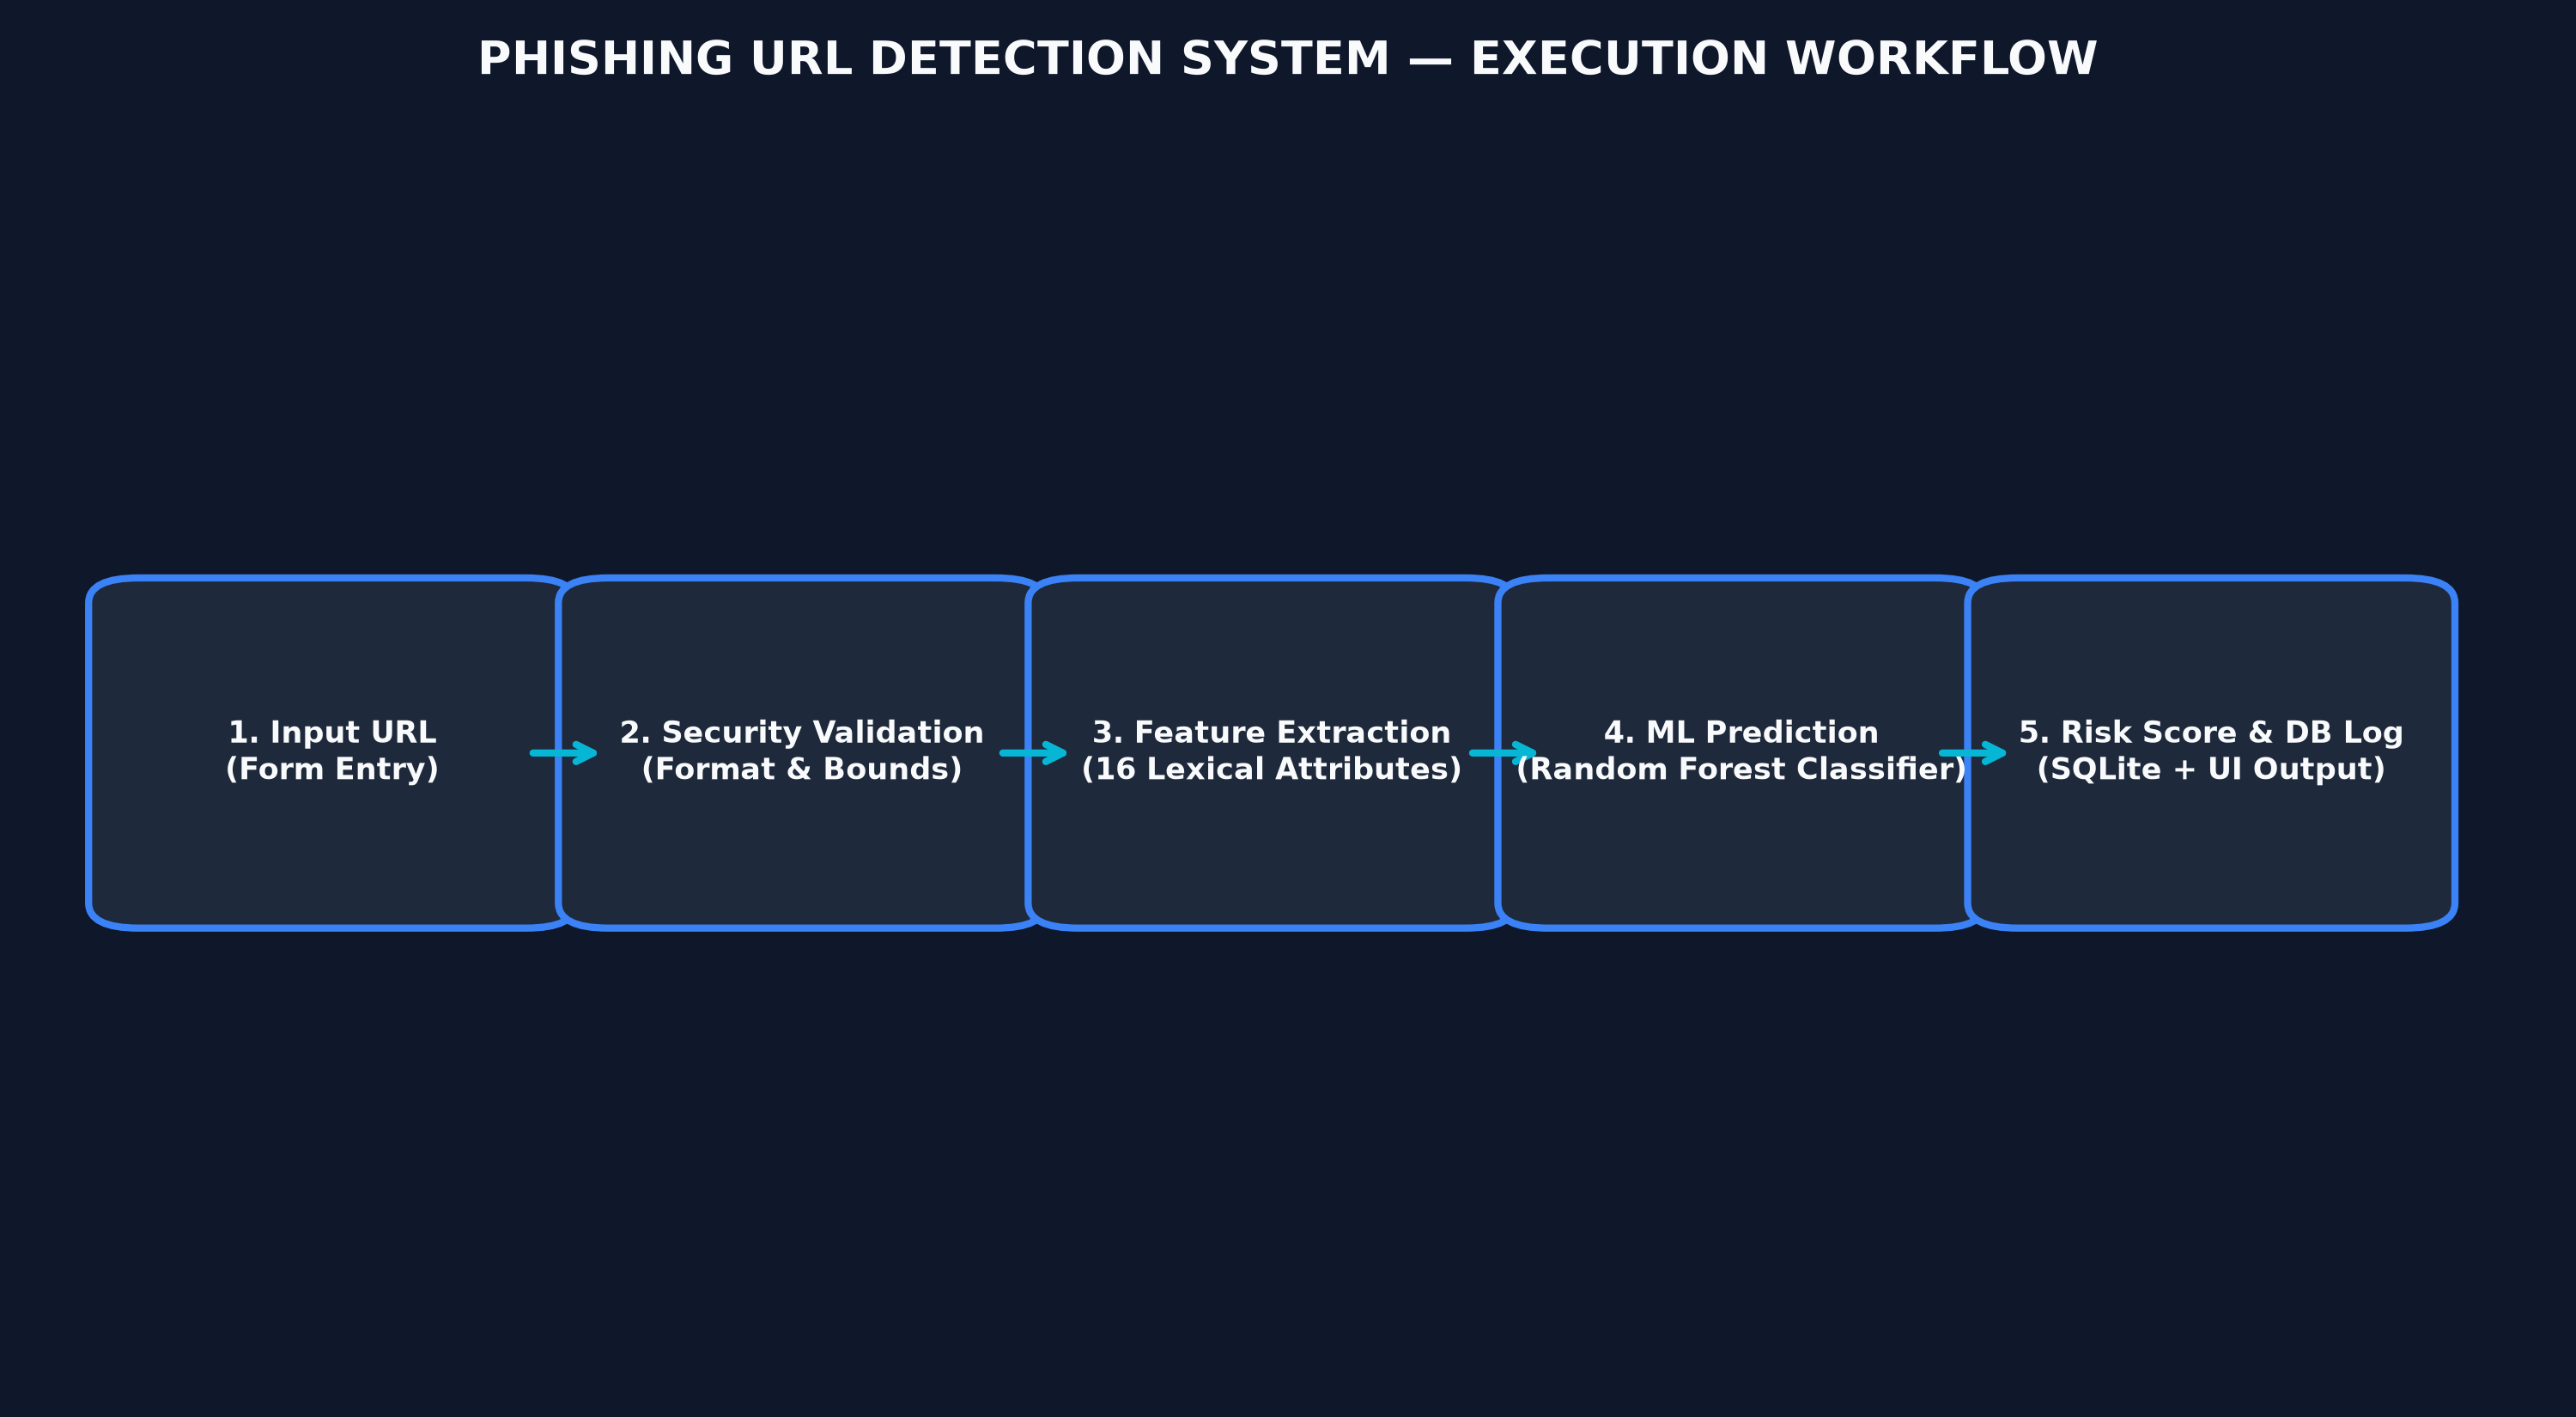 PHISHING URL DETECTION SYSTEM — EXECUTION WORKFLOW
1. Input URL
(Form Entry)
2. Security Validation
(Format & Bounds)
3. Feature Extraction
(16 Lexical Attributes)
4. ML Prediction
(Random Forest Classifier)
5. Risk Score & DB Log
(SQLite + UI Output)